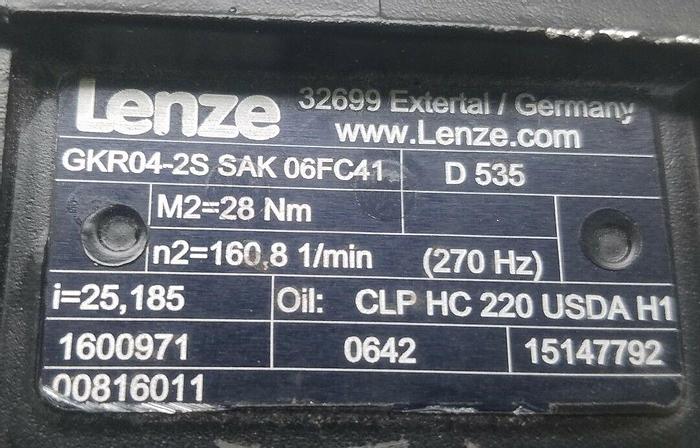 Lenze 32699 Extertal / Germany
www.Lenze.com
GKR04-2S SAK 06FC41 D 535
M2=28 Nm
n2=160,8 1/min (270 Hz)
i=25,185 Oil: CLP HC 220 USDA H1
1600971 0642 15147792
00816011